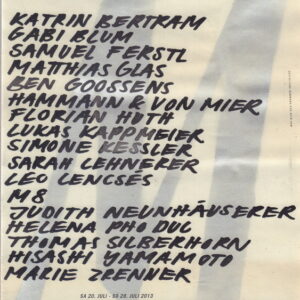 KATRIN BERTRAM
GABI BLUM
SAMUEL FERSTL
MATTHIAS GLAS
BEN GOOSSENS
HAMMANN & VON MIER
FLORIAN HUTH
LUKAS KAPPMEIER
SIMONE KESSLER
SARAH LEHNERER
LEO LENCSÉS
M8
JUDITH NEUNHÄUSERER
HELENA PHO DUC
THOMAS SILBERHORN
HISASHI YAMAMOTO
MARIE ZRENNER
SA 20. JULI - SO 28. JULI 2013